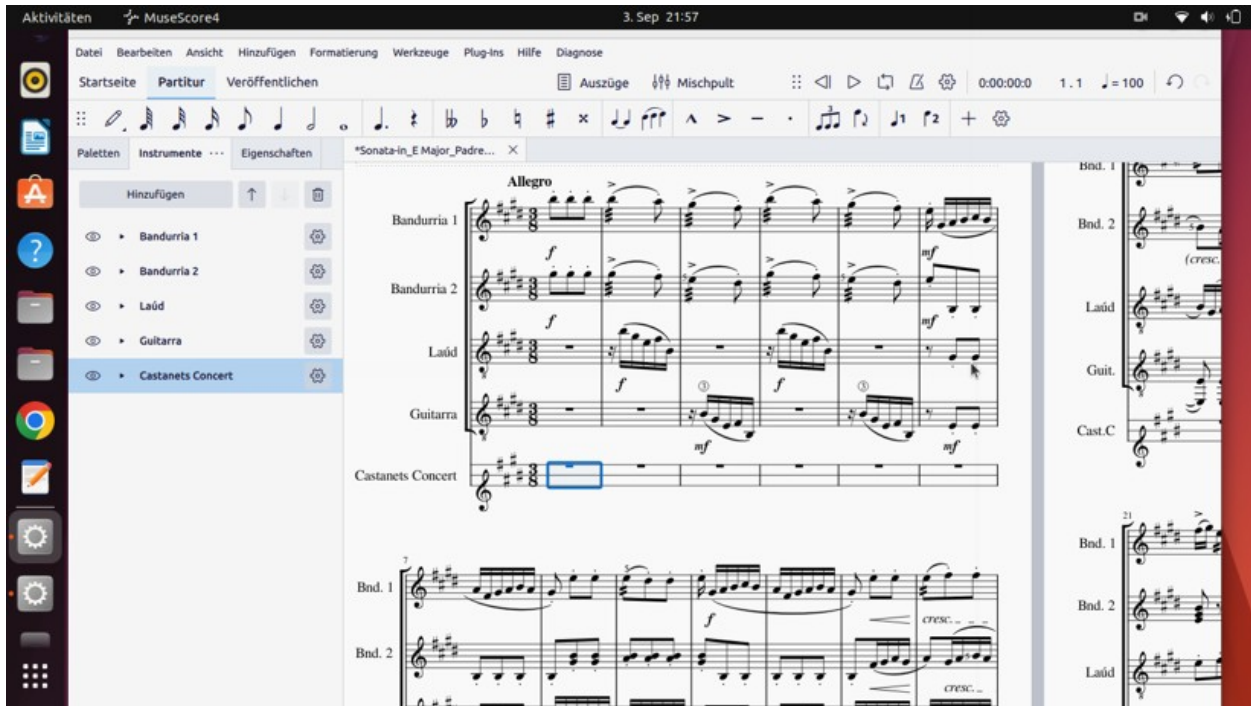 Aktivitäten MuseScore4 3. Sep 21:57
Datei Bearbeiten Ansicht Hinzufügen Formatierung Werkzeuge Plug-Ins Hilfe Diagnose
Startseite Partitur Veröffentlichen Auszüge Mischpult 0:00:00:0 1 . 1 = 100
Paletten Instrumente ··· Eigenschaften *Sonata-in_E Major_Padre...
Hinzufügen
Bandurria 1
Bandurria 2
Laúd
Guitarra
Castanets Concert
Allegro
Bandurria 1
f mf
Bandurria 2
f mf
Laúd
f f
Guitarra
3 3
mf mf
Castanets Concert
7
Bnd. 1
5
f cresc.
Bnd. 2
cresc.
Bnd. 1
Bnd. 2
(cresc.
Laúd
Guit.
Cast.C
21
Bnd. 1
Bnd. 2
Laúd